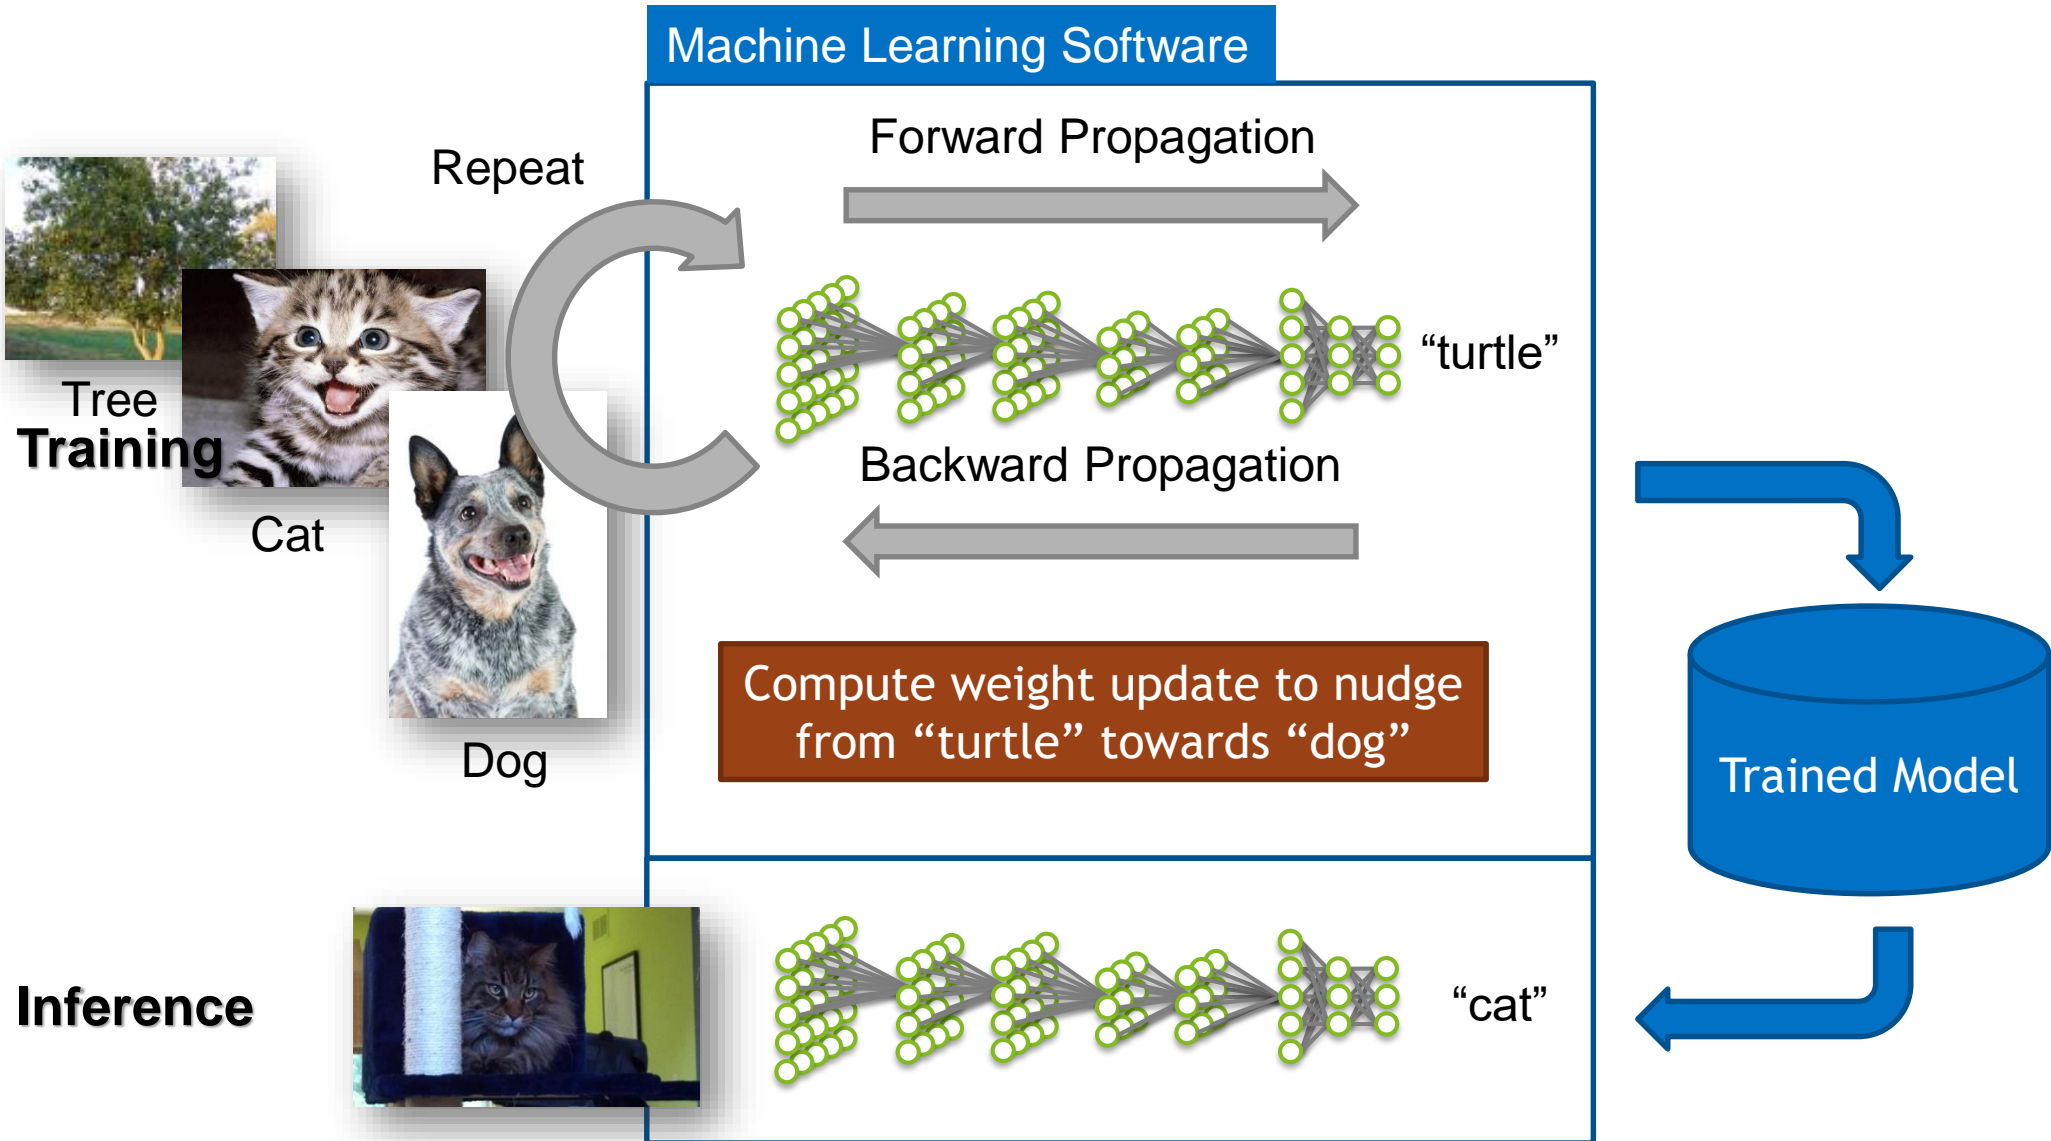 Machine Learning Software
Forward Propagation
Repeat
“turtle”
Tree
Training
Backward Propagation
Cat
Compute weight update to nudge
from “turtle” towards “dog”
Dog
Trained Model
Inference
“cat”